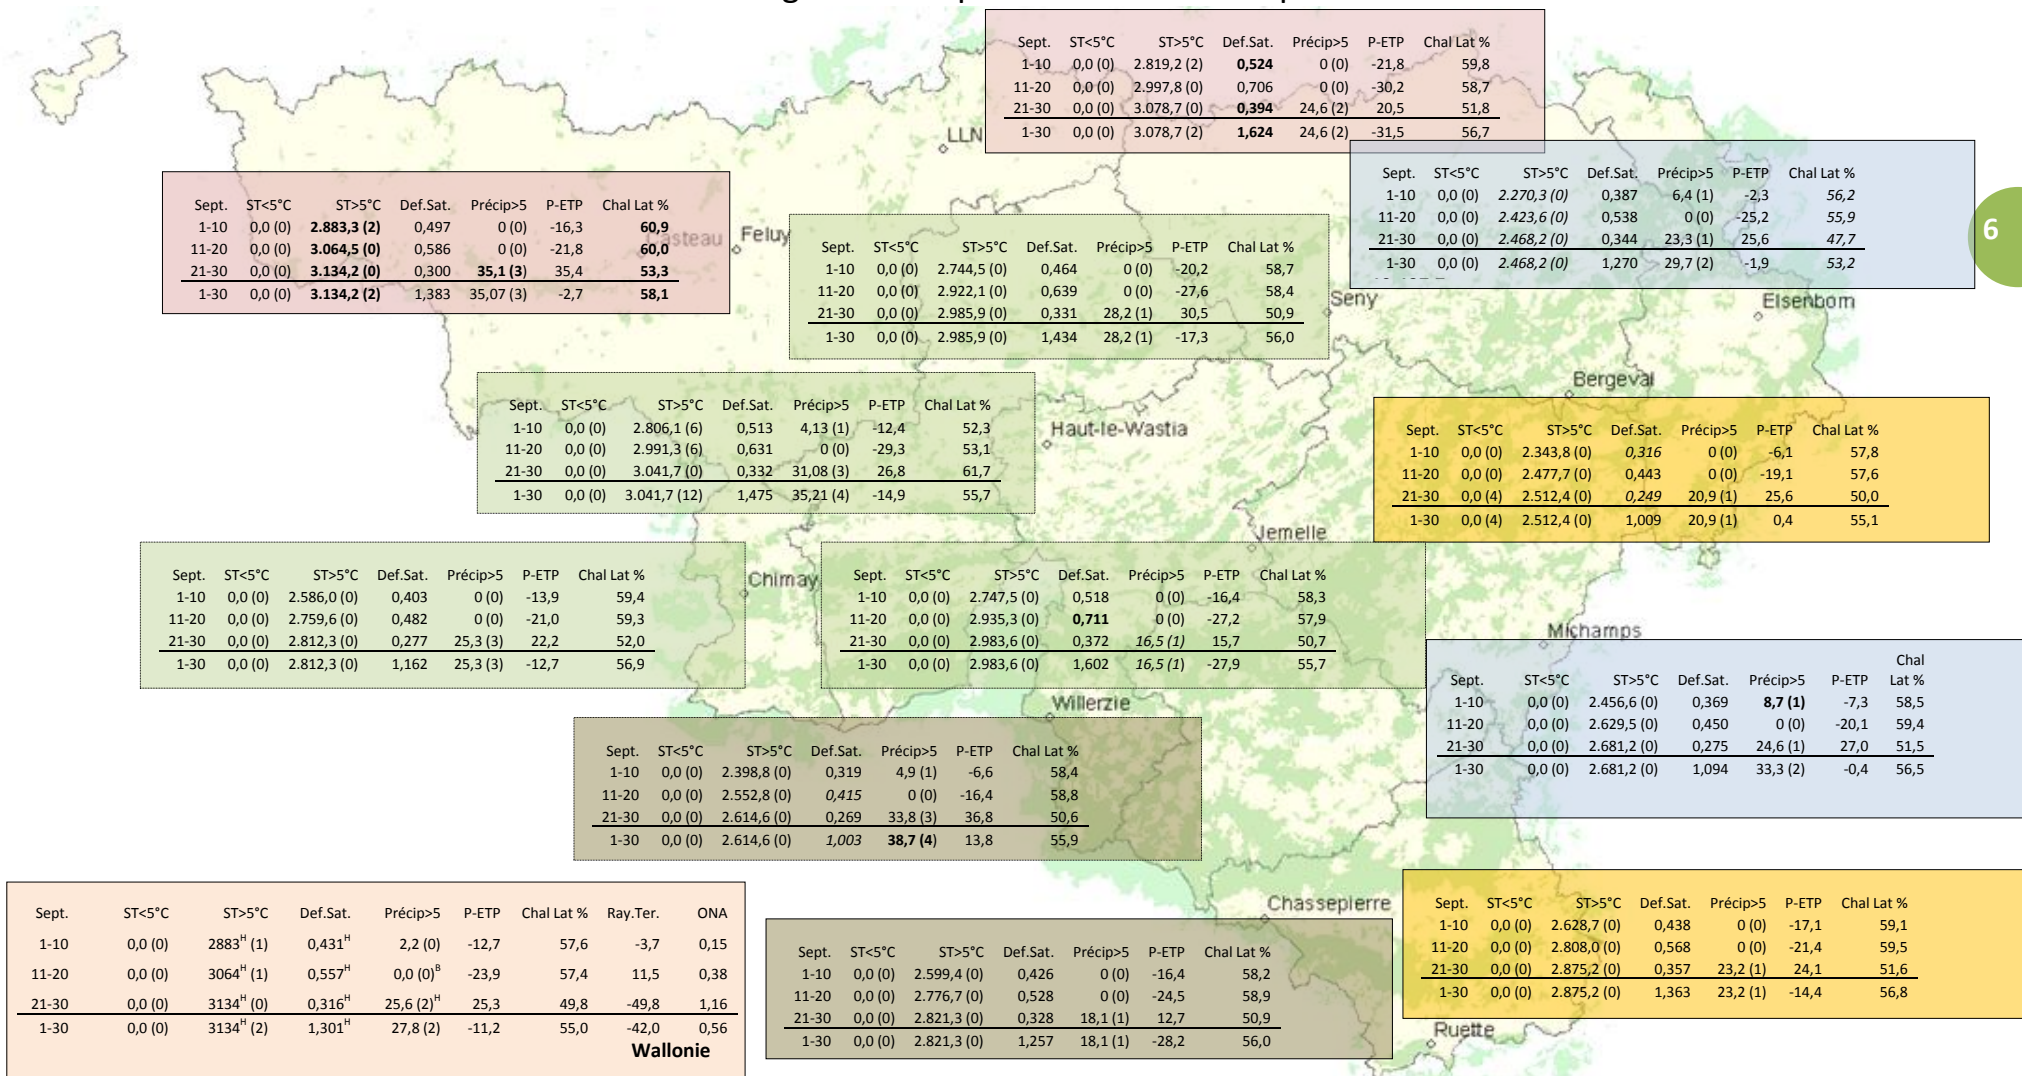 Sept. ST<5°C ST>5°C Def.Sat. Précip>5 P-ETP Chal Lat %
1-10 0,0 (0) 2.819,2 (2) 0,524 0 (0) -21,8 59,8
11-20 0,0 (0) 2.997,8 (0) 0,706 0 (0) -30,2 58,7
21-30 0,0 (0) 3.078,7 (0) 0,394 24,6 (2) 20,5 51,8
1-30 0,0 (0) 3.078,7 (2) 1,624 24,6 (2) -31,5 56,7
LLN
Sept. ST<5°C ST>5°C Def.Sat. Précip>5 P-ETP Chal Lat %
1-10 0,0 (0) 2.270,3 (0) 0,387 6,4 (1) -2,3 56,2
11-20 0,0 (0) 2.423,6 (0) 0,538 0 (0) -25,2 55,9
21-30 0,0 (0) 2.468,2 (0) 0,344 23,3 (1) 25,6 47,7
1-30 0,0 (0) 2.468,2 (0) 1,270 29,7 (2) -1,9 53,2
6
Elsenborn
Sept. ST<5°C ST>5°C Def.Sat. Précip>5 P-ETP Chal Lat %
1-10 0,0 (0) 2.883,3 (2) 0,497 0 (0) -16,3 60,9
11-20 0,0 (0) 3.064,5 (0) 0,586 0 (0) -21,8 60,0
21-30 0,0 (0) 3.134,2 (0) 0,300 35,1 (3) 35,4 53,3
1-30 0,0 (0) 3.134,2 (2) 1,383 35,07 (3) -2,7 58,1
Casteau
Feluy
Sept. ST<5°C ST>5°C Def.Sat. Précip>5 P-ETP Chal Lat %
1-10 0,0 (0) 2.744,5 (0) 0,464 0 (0) -20,2 58,7
11-20 0,0 (0) 2.922,1 (0) 0,639 0 (0) -27,6 58,4
21-30 0,0 (0) 2.985,9 (0) 0,331 28,2 (1) 30,5 50,9
1-30 0,0 (0) 2.985,9 (0) 1,434 28,2 (1) -17,3 56,0
Seny
Sept. ST<5°C ST>5°C Def.Sat. Précip>5 P-ETP Chal Lat %
1-10 0,0 (0) 2.806,1 (6) 0,513 4,13 (1) -12,4 52,3
11-20 0,0 (0) 2.991,3 (6) 0,631 0 (0) -29,3 53,1
21-30 0,0 (0) 3.041,7 (0) 0,332 31,08 (3) 26,8 61,7
1-30 0,0 (0) 3.041,7 (12) 1,475 35,21 (4) -14,9 55,7
Haut-le-Wastia
Bergeval
Sept. ST<5°C ST>5°C Def.Sat. Précip>5 P-ETP Chal Lat %
1-10 0,0 (0) 2.343,8 (0) 0,316 0 (0) -6,1 57,8
11-20 0,0 (0) 2.477,7 (0) 0,443 0 (0) -19,1 57,6
21-30 0,0 (4) 2.512,4 (0) 0,249 20,9 (1) 25,6 50,0
1-30 0,0 (4) 2.512,4 (0) 1,009 20,9 (1) 0,4 55,1
Jemelle
Sept. ST<5°C ST>5°C Def.Sat. Précip>5 P-ETP Chal Lat %
1-10 0,0 (0) 2.586,0 (0) 0,403 0 (0) -13,9 59,4
11-20 0,0 (0) 2.759,6 (0) 0,482 0 (0) -21,0 59,3
21-30 0,0 (0) 2.812,3 (0) 0,277 25,3 (3) 22,2 52,0
1-30 0,0 (0) 2.812,3 (0) 1,162 25,3 (3) -12,7 56,9
Chimay
Sept. ST<5°C ST>5°C Def.Sat. Précip>5 P-ETP Chal Lat %
1-10 0,0 (0) 2.747,5 (0) 0,518 0 (0) -16,4 58,3
11-20 0,0 (0) 2.935,3 (0) 0,711 0 (0) -27,2 57,9
21-30 0,0 (0) 2.983,6 (0) 0,372 16,5 (1) 15,7 50,7
1-30 0,0 (0) 2.983,6 (0) 1,602 16,5 (1) -27,9 55,7
Michamps
Chal
Sept. ST<5°C ST>5°C Def.Sat. Précip>5 P-ETP Lat %
1-10 0,0 (0) 2.456,6 (0) 0,369 8,7 (1) -7,3 58,5
11-20 0,0 (0) 2.629,5 (0) 0,450 0 (0) -20,1 59,4
21-30 0,0 (0) 2.681,2 (0) 0,275 24,6 (1) 27,0 51,5
1-30 0,0 (0) 2.681,2 (0) 1,094 33,3 (2) -0,4 56,5
Willerzie
Sept. ST<5°C ST>5°C Def.Sat. Précip>5 P-ETP Chal Lat %
1-10 0,0 (0) 2.398,8 (0) 0,319 4,9 (1) -6,6 58,4
11-20 0,0 (0) 2.552,8 (0) 0,415 0 (0) -16,4 58,8
21-30 0,0 (0) 2.614,6 (0) 0,269 33,8 (3) 36,8 50,6
1-30 0,0 (0) 2.614,6 (0) 1,003 38,7 (4) 13,8 55,9
Sept. ST<5°C ST>5°C Def.Sat. Précip>5 P-ETP Chal Lat % Ray.Ter. ONA
1-10 0,0 (0) 2883H (1) 0,431H 2,2 (0) -12,7 57,6 -3,7 0,15
11-20 0,0 (0) 3064H (1) 0,557H 0,0 (0)B -23,9 57,4 11,5 0,38
21-30 0,0 (0) 3134H (0) 0,316H 25,6 (2)H 25,3 49,8 -49,8 1,16
1-30 0,0 (0) 3134H (2) 1,301H 27,8 (2) -11,2 55,0 -42,0 0,56
Wallonie
Chassepierre
Sept. ST<5°C ST>5°C Def.Sat. Précip>5 P-ETP Chal Lat %
1-10 0,0 (0) 2.599,4 (0) 0,426 0 (0) -16,4 58,2
11-20 0,0 (0) 2.776,7 (0) 0,528 0 (0) -24,5 58,9
21-30 0,0 (0) 2.821,3 (0) 0,328 18,1 (1) 12,7 50,9
1-30 0,0 (0) 2.821,3 (0) 1,257 18,1 (1) -28,2 56,0
Sept. ST<5°C ST>5°C Def.Sat. Précip>5 P-ETP Chal Lat %
1-10 0,0 (0) 2.628,7 (0) 0,438 0 (0) -17,1 59,1
11-20 0,0 (0) 2.808,0 (0) 0,568 0 (0) -21,4 59,5
21-30 0,0 (0) 2.875,2 (0) 0,357 23,2 (1) 24,1 51,6
1-30 0,0 (0) 2.875,2 (0) 1,363 23,2 (1) -14,4 56,8
Ruette